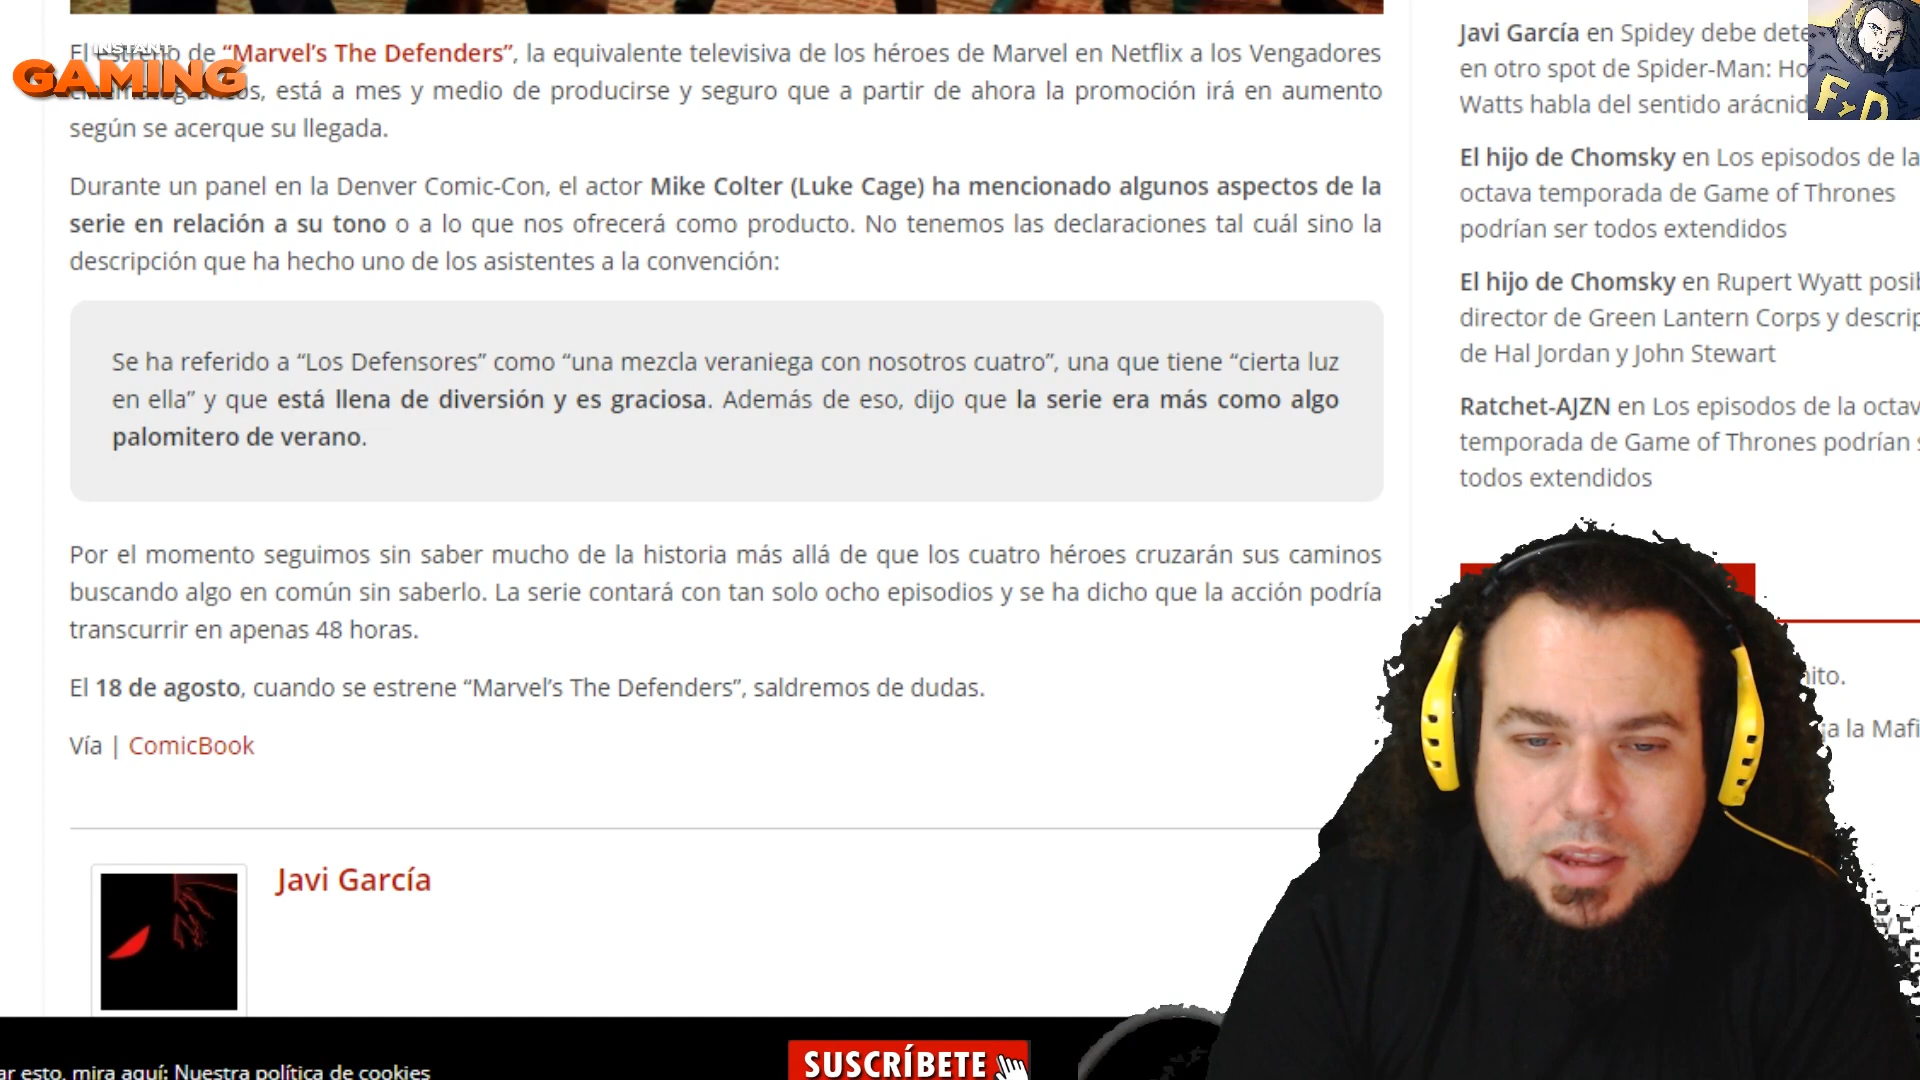 INSTANT
GAMING
El estreno de “Marvel’s The Defenders”, la equivalente televisiva de los héroes de Marvel en Netflix a los Vengadores
cinematográficos, está a mes y medio de producirse y seguro que a partir de ahora la promoción irá en aumento
según se acerque su llegada.
Durante un panel en la Denver Comic-Con, el actor Mike Colter (Luke Cage) ha mencionado algunos aspectos de la
serie en relación a su tono o a lo que nos ofrecerá como producto. No tenemos las declaraciones tal cuál sino la
descripción que ha hecho uno de los asistentes a la convención:
Se ha referido a “Los Defensores” como “una mezcla veraniega con nosotros cuatro”, una que tiene “cierta luz
en ella” y que está llena de diversión y es graciosa. Además de eso, dijo que la serie era más como algo
palomitero de verano.
Por el momento seguimos sin saber mucho de la historia más allá de que los cuatro héroes cruzarán sus caminos
buscando algo en común sin saberlo. La serie contará con tan solo ocho episodios y se ha dicho que la acción podría
transcurrir en apenas 48 horas.
El 18 de agosto, cuando se estrene “Marvel’s The Defenders”, saldremos de dudas.
Vía | ComicBook
Javi García
Javi García en Spidey debe dete
en otro spot de Spider-Man: Ho
Watts habla del sentido arácnid
El hijo de Chomsky en Los episodios de la
octava temporada de Game of Thrones
podrían ser todos extendidos
El hijo de Chomsky en Rupert Wyatt posib
director de Green Lantern Corps y descrip
de Hal Jordan y John Stewart
Ratchet-AJZN en Los episodios de la octav
temporada de Game of Thrones podrían s
todos extendidos
FyD
nito.
ja la Mafi
SUSCRÍBETE
ar esto, mira aquí: Nuestra política de cookies